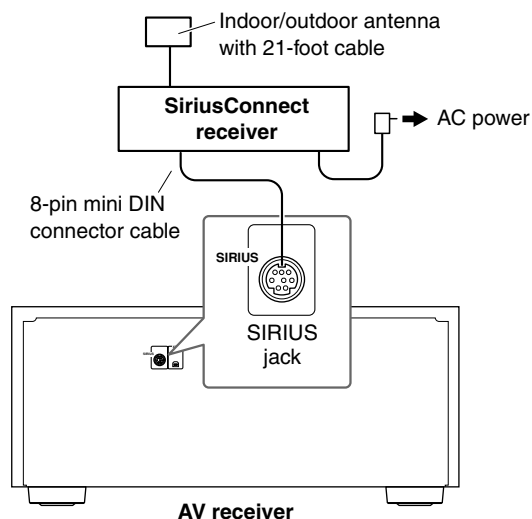 Indoor/outdoor antenna
with 21-foot cable
SiriusConnect
receiver
AC power
8-pin mini DIN
connector cable
SIRIUS
SIRIUS
jack
SIRIUS
AV receiver